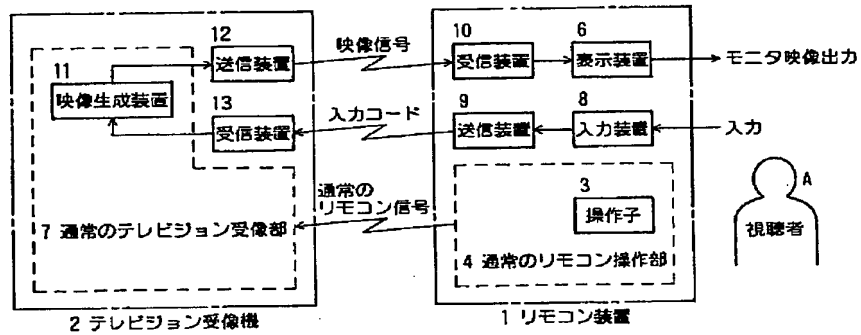 12
送信装置
映像信号
10
受信装置
6
表示装置
モニタ映像出力
11
映像生成装置
13
受信装置
入力コード
9
送信装置
8
入力装置
入力
通常の
リモコン信号
3
操作子
A
視聴者
7 通常のテレビジョン受像部
4 通常のリモコン操作部
2 テレビジョン受像機
1 リモコン装置